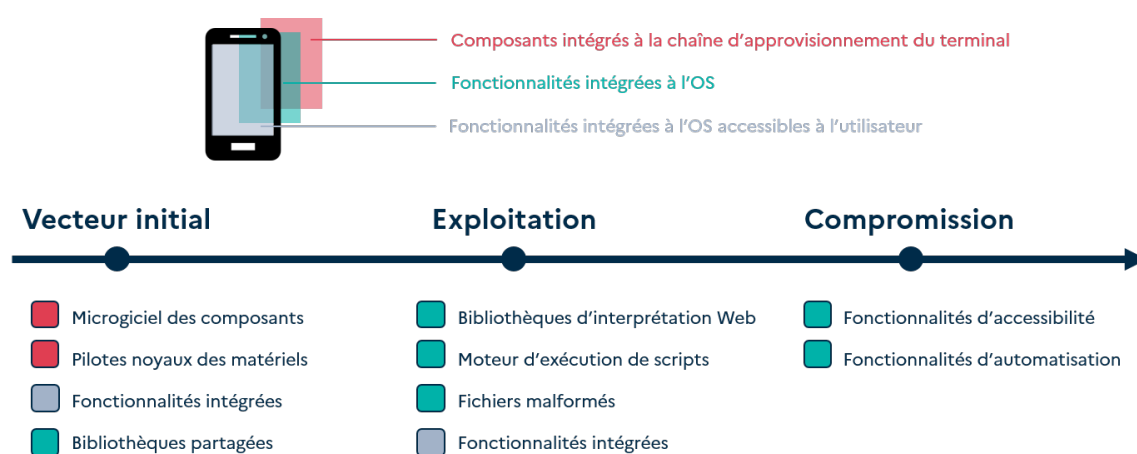 Composants intégrés à la chaîne d'approvisionnement du terminal
Fonctionnalités intégrées à l'OS
Fonctionnalités intégrées à l'OS accessibles à l'utilisateur
Vecteur initial
Exploitation
Compromission
Microgiciel des composants
Pilotes noyaux des matériels
Fonctionnalités intégrées
Bibliothèques partagées
Bibliothèques d'interprétation Web
Moteur d'exécution de scripts
Fichiers malformés
Fonctionnalités intégrées
Fonctionnalités d'accessibilité
Fonctionnalités d'automatisation